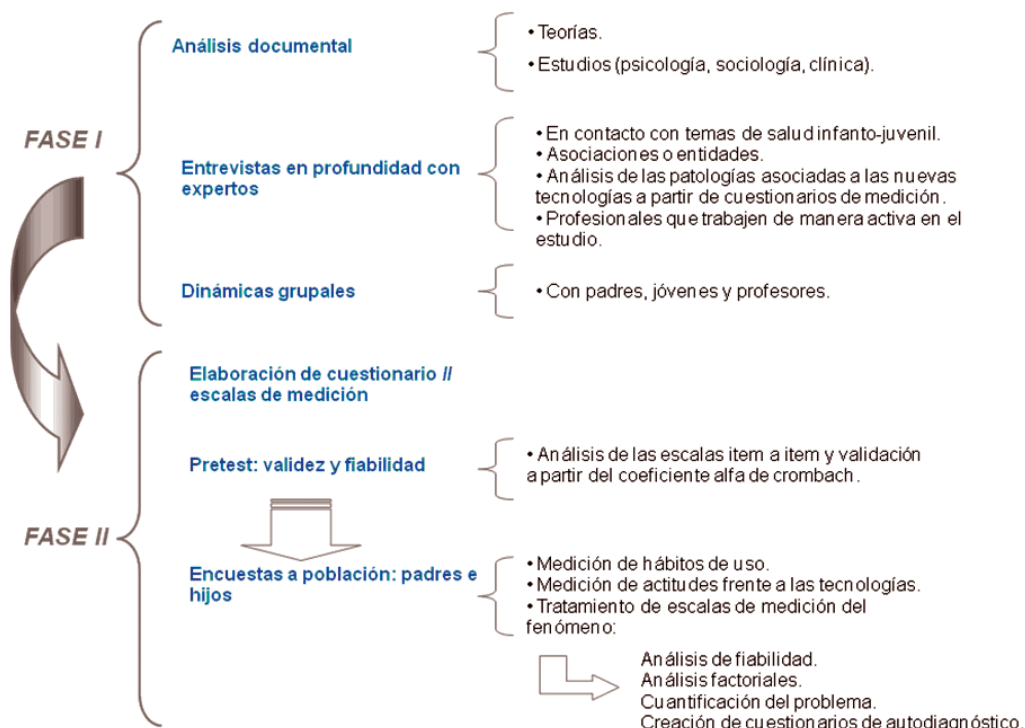 FASE I
Análisis documental
• Teorías.
• Estudios (psicología, sociología, clínica).
Entrevistas en profundidad con
expertos
• En contacto con temas de salud infanto-juvenil.
• Asociaciones o entidades.
• Análisis de las patologías asociadas a las nuevas
tecnologías a partir de cuestionarios de medición.
• Profesionales que trabajen de manera activa en el
estudio.
Dinámicas grupales
• Con padres, jóvenes y profesores.
FASE II
Elaboración de cuestionario //
escalas de medición
Pretest: validez y fiabilidad
• Análisis de las escalas item a item y validación
a partir del coeficiente alfa de crombach.
Encuestas a población: padres e
hijos
• Medición de hábitos de uso.
• Medición de actitudes frente a las tecnologías.
• Tratamiento de escalas de medición del
fenómeno:
Análisis de fiabilidad.
Análisis factoriales.
Cuantificación del problema.
Creación de cuestionarios de autodiagnóstico.